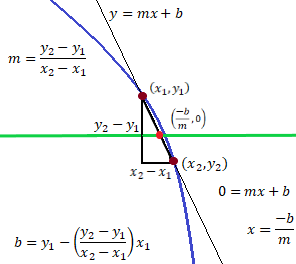 y = mx + b
m = (y₂ − y₁)/(x₂ − x₁)
(x₁,y₁)
(−b/m, 0)
y₂ − y₁
x₂ − x₁
(x₂,y₂)
0 = mx + b
x = −b/m
b = y₁ − ((y₂ − y₁)/(x₂ − x₁)) x₁